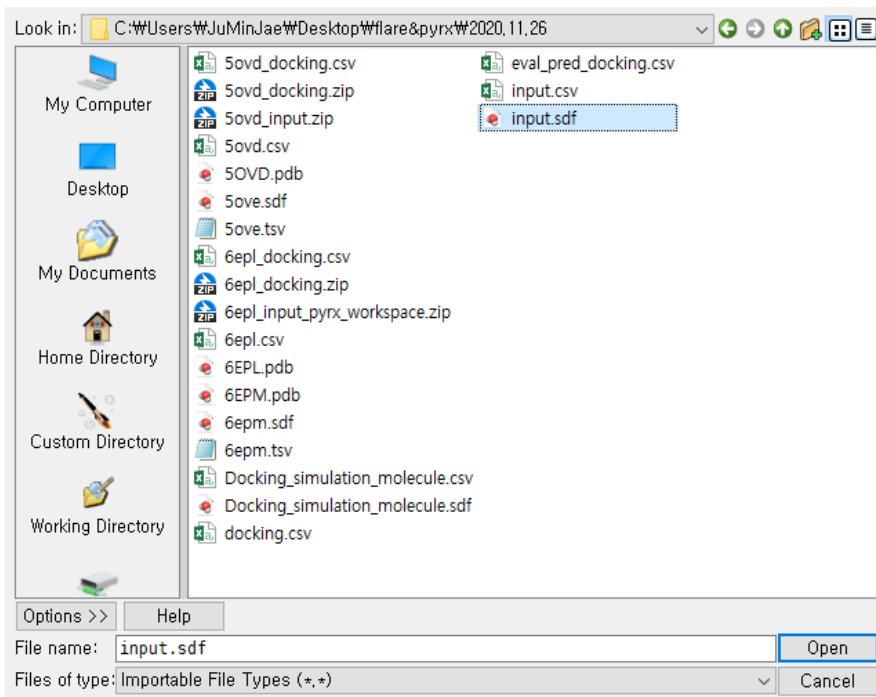 Look in: C:₩Users₩JuMinJae₩Desktop₩flare&pyrx₩2020,11,26
My Computer
Desktop
My Documents
Home Directory
Custom Directory
Working Directory
5ovd_docking.csv
5ovd_docking.zip
5ovd_input.zip
5ovd.csv
5OVD.pdb
5ove.sdf
5ove.tsv
6epl_docking.csv
6epl_docking.zip
6epl_input_pyrx_workspace.zip
6epl.csv
6EPL.pdb
6EPM.pdb
6epm.sdf
6epm.tsv
Docking_simulation_molecule.csv
Docking_simulation_molecule.sdf
docking.csv
eval_pred_docking.csv
input.csv
input.sdf
Options >> Help
File name: input.sdf Open
Files of type: Importable File Types (*,*) Cancel